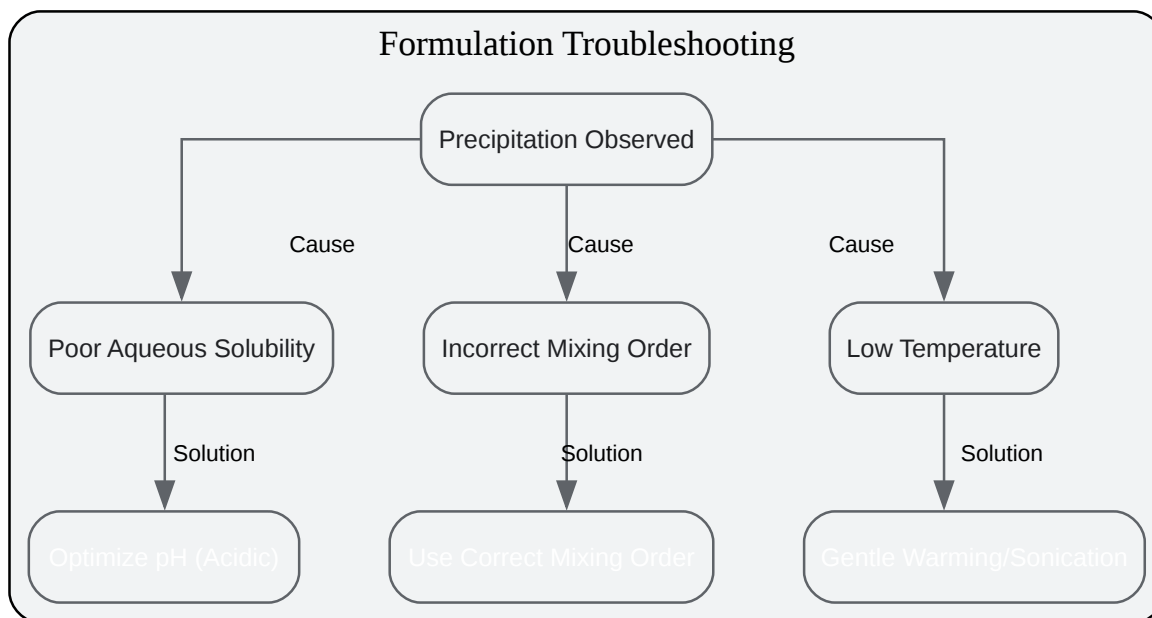 Formulation Troubleshooting
Precipitation Observed
Cause
Cause
Cause
Poor Aqueous Solubility
Incorrect Mixing Order
Low Temperature
Solution
Solution
Solution
Optimize pH (Acidic)
Use Correct Mixing Order
Gentle Warming/Sonication